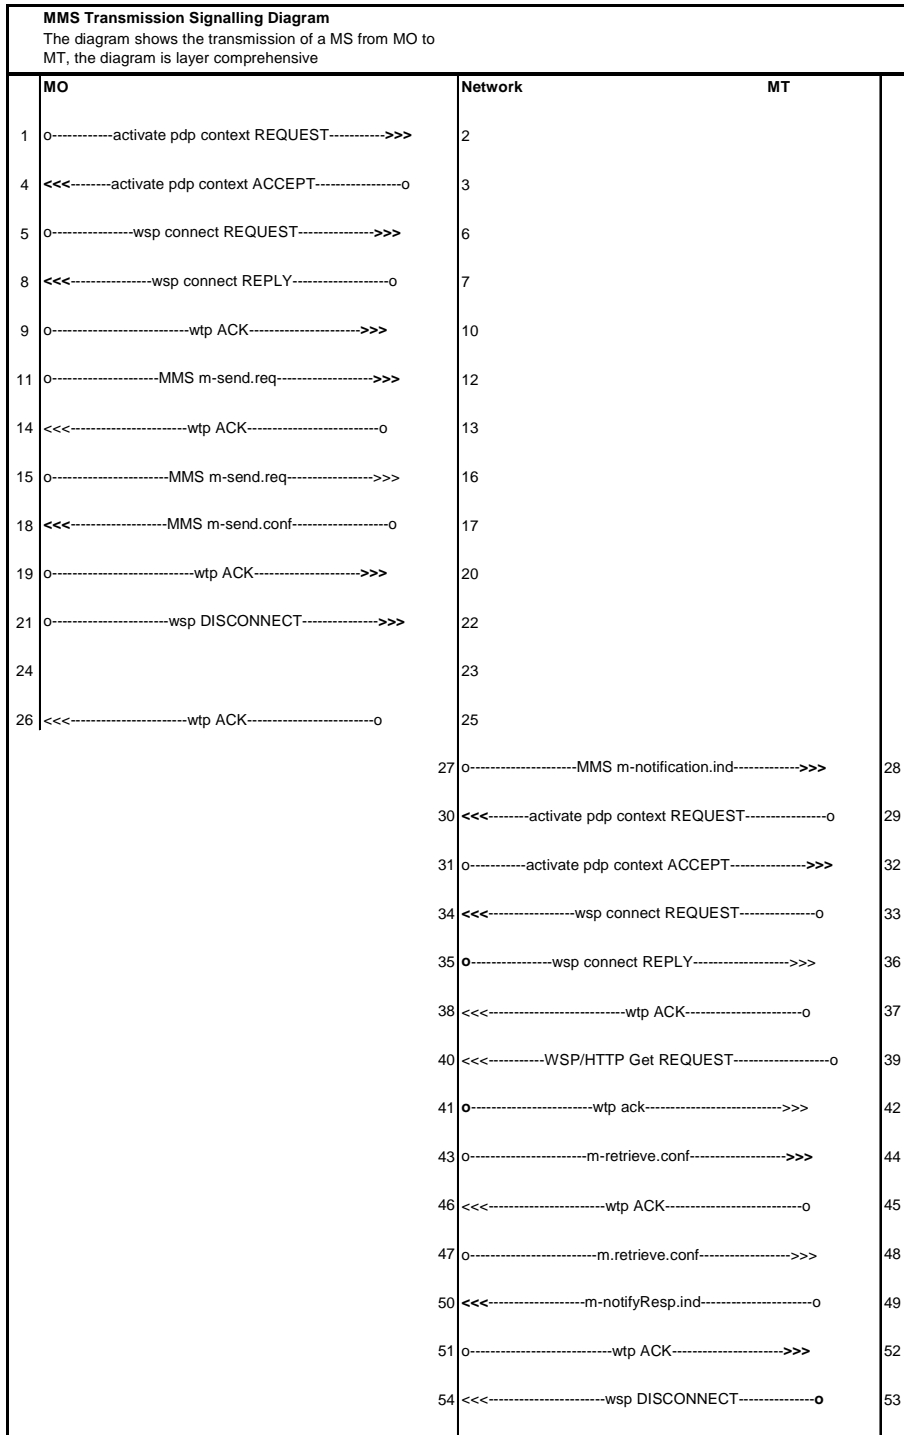 MMS Transmission Signalling Diagram
The diagram shows the transmission of a MS from MO to
MT, the diagram is layer comprehensive
MO Network MT
1 o------------activate pdp context REQUEST----------->>> 2
4 <<<--------activate pdp context ACCEPT-----------------o 3
5 o----------------wsp connect REQUEST--------------->>> 6
8 <<<----------------wsp connect REPLY-------------------o 7
9 o---------------------------wtp ACK---------------------->>> 10
11 o---------------------MMS m-send.req------------------->>> 12
14 <<<-----------------------wtp ACK--------------------------o 13
15 o-----------------------MMS m-send.req----------------->>> 16
18 <<<-------------------MMS m-send.conf-------------------o 17
19 o----------------------------wtp ACK--------------------->>> 20
21 o-----------------------wsp DISCONNECT--------------->>> 22
24 23
26 <<<-----------------------wtp ACK-------------------------o 25
27 o---------------------MMS m-notification.ind------------->>> 28
30 <<<--------activate pdp context REQUEST----------------o 29
31 o-----------activate pdp context ACCEPT--------------->>> 32
34 <<<-----------------wsp connect REQUEST---------------o 33
35 o----------------wsp connect REPLY------------------->>> 36
38 <<<---------------------------wtp ACK-----------------------o 37
40 <<<-----------WSP/HTTP Get REQUEST-------------------o 39
41 o------------------------wtp ack--------------------------->>> 42
43 o-----------------------m-retrieve.conf------------------->>> 44
46 <<<-----------------------wtp ACK---------------------------o 45
47 o-------------------------m.retrieve.conf------------------>>> 48
50 <<<-------------------m-notifyResp.ind----------------------o 49
51 o----------------------------wtp ACK---------------------->>> 52
54 <<<-----------------------wsp DISCONNECT---------------o 53